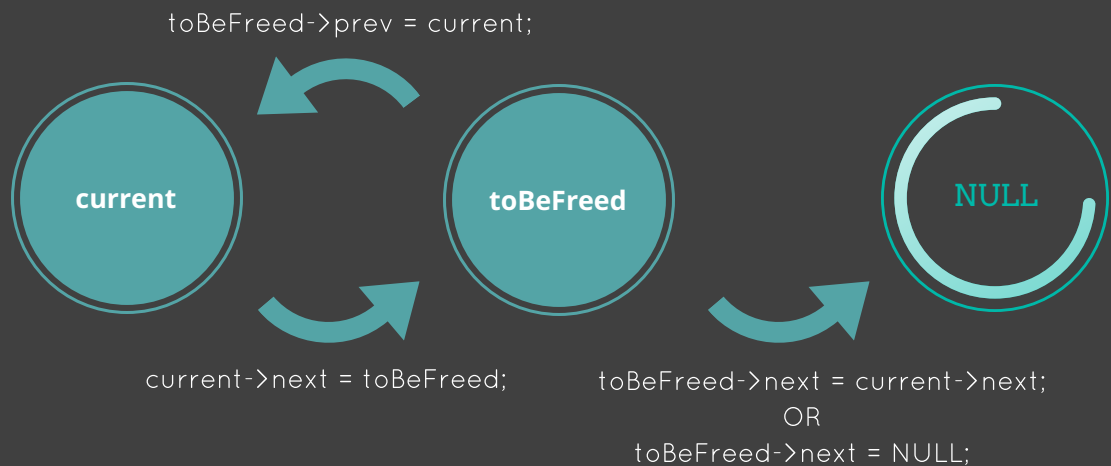 toBeFreed->prev = current;
current
toBeFreed
NULL
current->next = toBeFreed;
toBeFreed->next = current->next;
OR
toBeFreed->next = NULL;